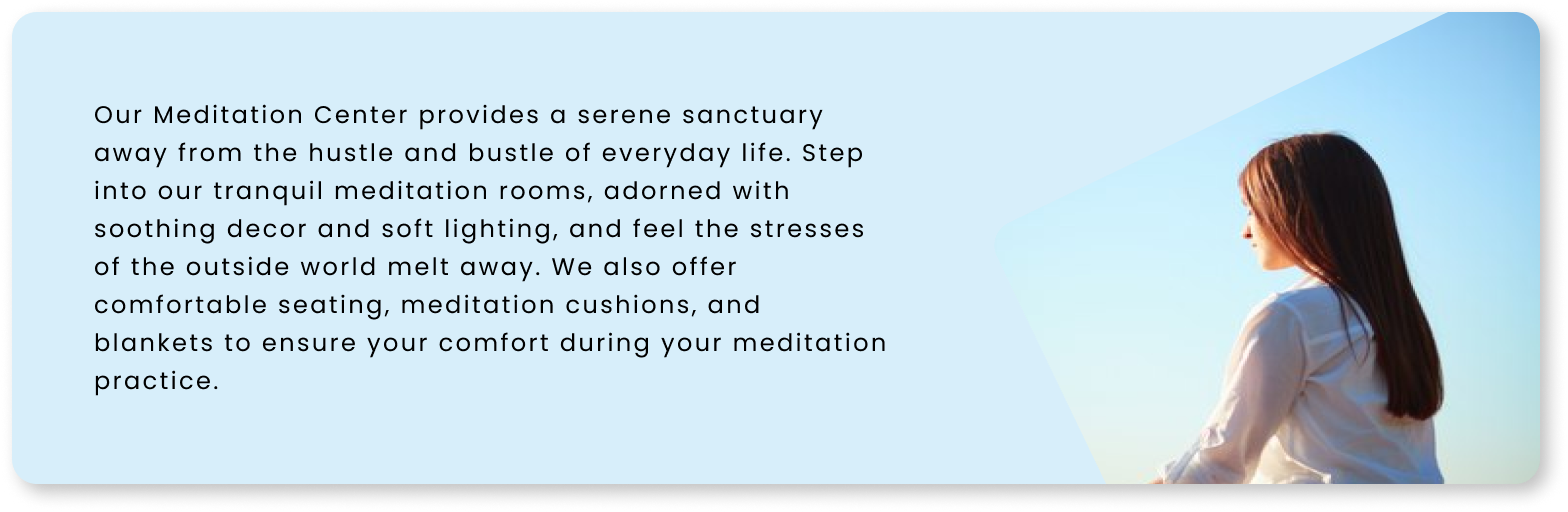 Our Meditation Center provides a serene sanctuary
away from the hustle and bustle of everyday life. Step
into our tranquil meditation rooms, adorned with
soothing decor and soft lighting, and feel the stresses
of the outside world melt away. We also offer
comfortable seating, meditation cushions, and
blankets to ensure your comfort during your meditation
practice.